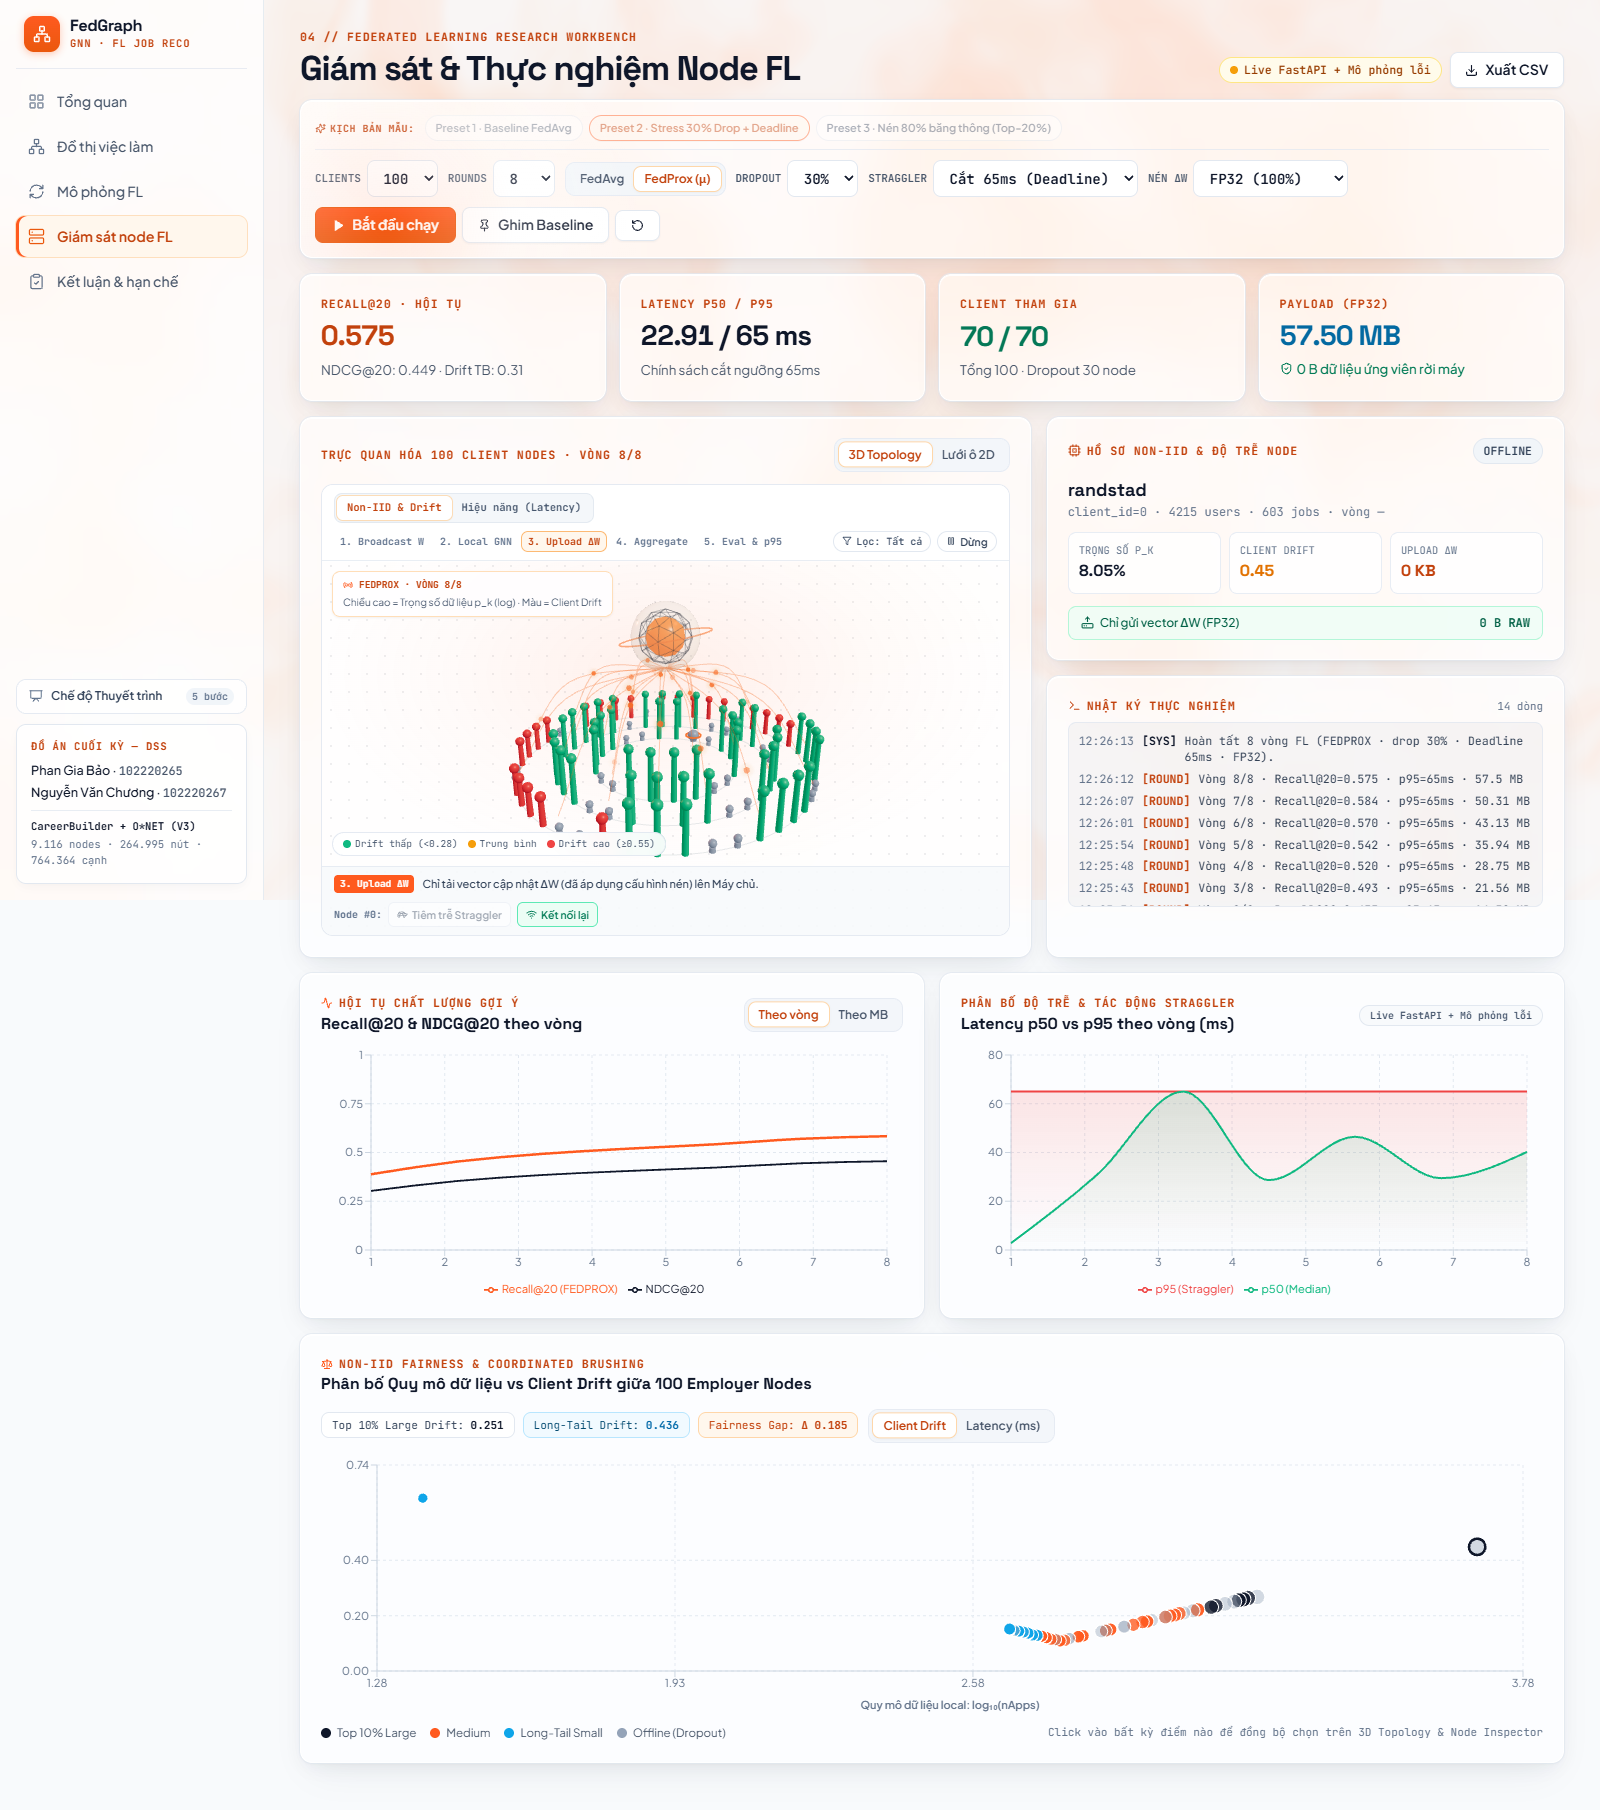 FedGraph
GNN · FL JOB RECO
Tổng quan
Đồ thị việc làm
Mô phỏng FL
Giám sát node FL
Kết luận & hạn chế
Chế độ Thuyết trình 5 bước
ĐỒ ÁN CUỐI KỲ — DSS
Phan Gia Bảo · 102220265
Nguyễn Văn Chương · 102220267
CareerBuilder + O*NET (V3)
9.116 nodes · 264.995 nút ·
764.364 cạnh
04 // FEDERATED LEARNING RESEARCH WORKBENCH
Giám sát & Thực nghiệm Node FL
Live FastAPI + Mô phỏng lỗi
Xuất CSV
KỊCH BẢN MẪU: Preset 1 · Baseline FedAvg Preset 2 · Stress 30% Drop + Deadline Preset 3 · Nén 80% băng thông (Top-20%)
CLIENTS 100 ROUNDS 8 FedAvg FedProx (μ) DROPOUT 30% STRAGGLER Cắt 65ms (Deadline) NÉN ΔW FP32 (100%)
Bắt đầu chạy Ghim Baseline
RECALL@20 · HỘI TỤ
0.575
NDCG@20: 0.449 · Drift TB: 0.31
LATENCY P50 / P95
22.91 / 65 ms
Chính sách cắt ngưỡng 65ms
CLIENT THAM GIA
70 / 70
Tổng 100 · Dropout 30 node
PAYLOAD (FP32)
57.50 MB
0 B dữ liệu ứng viên rời máy
TRỰC QUAN HÓA 100 CLIENT NODES · VÒNG 8/8
3D Topology Lưới ô 2D
Non-IID & Drift Hiệu năng (Latency)
1. Broadcast W 2. Local GNN 3. Upload ΔW 4. Aggregate 5. Eval & p95 Lọc: Tất cả Dừng
FEDPROX · VÒNG 8/8
Chiều cao = Trọng số dữ liệu p_k (log) · Màu = Client Drift
Drift thấp (<0.28) Trung bình Drift cao (≥0.55)
3. Upload ΔW Chỉ tải vector cập nhật ΔW (đã áp dụng cấu hình nén) lên Máy chủ.
Node #0: Tiêm trễ Straggler Kết nối lại
HỒ SƠ NON-IID & ĐỘ TRỄ NODE OFFLINE
randstad
client_id=0 · 4215 users · 603 jobs · vòng —
TRỌNG SỐ P_K
8.05%
CLIENT DRIFT
0.45
UPLOAD ΔW
0 KB
Chỉ gửi vector ΔW (FP32) 0 B RAW
NHẬT KÝ THỰC NGHIỆM 14 dòng
12:26:13 [SYS] Hoàn tất 8 vòng FL (FEDPROX · drop 30% · Deadline
65ms · FP32).
12:26:12 [ROUND] Vòng 8/8 · Recall@20=0.575 · p95=65ms · 57.5 MB
12:26:07 [ROUND] Vòng 7/8 · Recall@20=0.584 · p95=65ms · 50.31 MB
12:26:01 [ROUND] Vòng 6/8 · Recall@20=0.570 · p95=65ms · 43.13 MB
12:25:54 [ROUND] Vòng 5/8 · Recall@20=0.542 · p95=65ms · 35.94 MB
12:25:48 [ROUND] Vòng 4/8 · Recall@20=0.520 · p95=65ms · 28.75 MB
12:25:43 [ROUND] Vòng 3/8 · Recall@20=0.493 · p95=65ms · 21.56 MB
HỘI TỤ CHẤT LƯỢNG GỢI Ý
Recall@20 & NDCG@20 theo vòng
Theo vòng Theo MB
1
0.75
0.5
0.25
0
1 2 3 4 5 6 7 8
Recall@20 (FEDPROX) NDCG@20
PHÂN BỐ ĐỘ TRỄ & TÁC ĐỘNG STRAGGLER
Latency p50 vs p95 theo vòng (ms)
Live FastAPI + Mô phỏng lỗi
80
60
40
20
0
1 2 3 4 5 6 7 8
p95 (Straggler) p50 (Median)
NON-IID FAIRNESS & COORDINATED BRUSHING
Phân bố Quy mô dữ liệu vs Client Drift giữa 100 Employer Nodes
Top 10% Large Drift: 0.251 Long-Tail Drift: 0.436 Fairness Gap: Δ 0.185 Client Drift Latency (ms)
0.74
0.40
0.20
0.00
1.28 1.93 2.58 3.78
Quy mô dữ liệu local: log₁₀(nApps)
Top 10% Large Medium Long-Tail Small Offline (Dropout)
Click vào bất kỳ điểm nào để đồng bộ chọn trên 3D Topology & Node Inspector